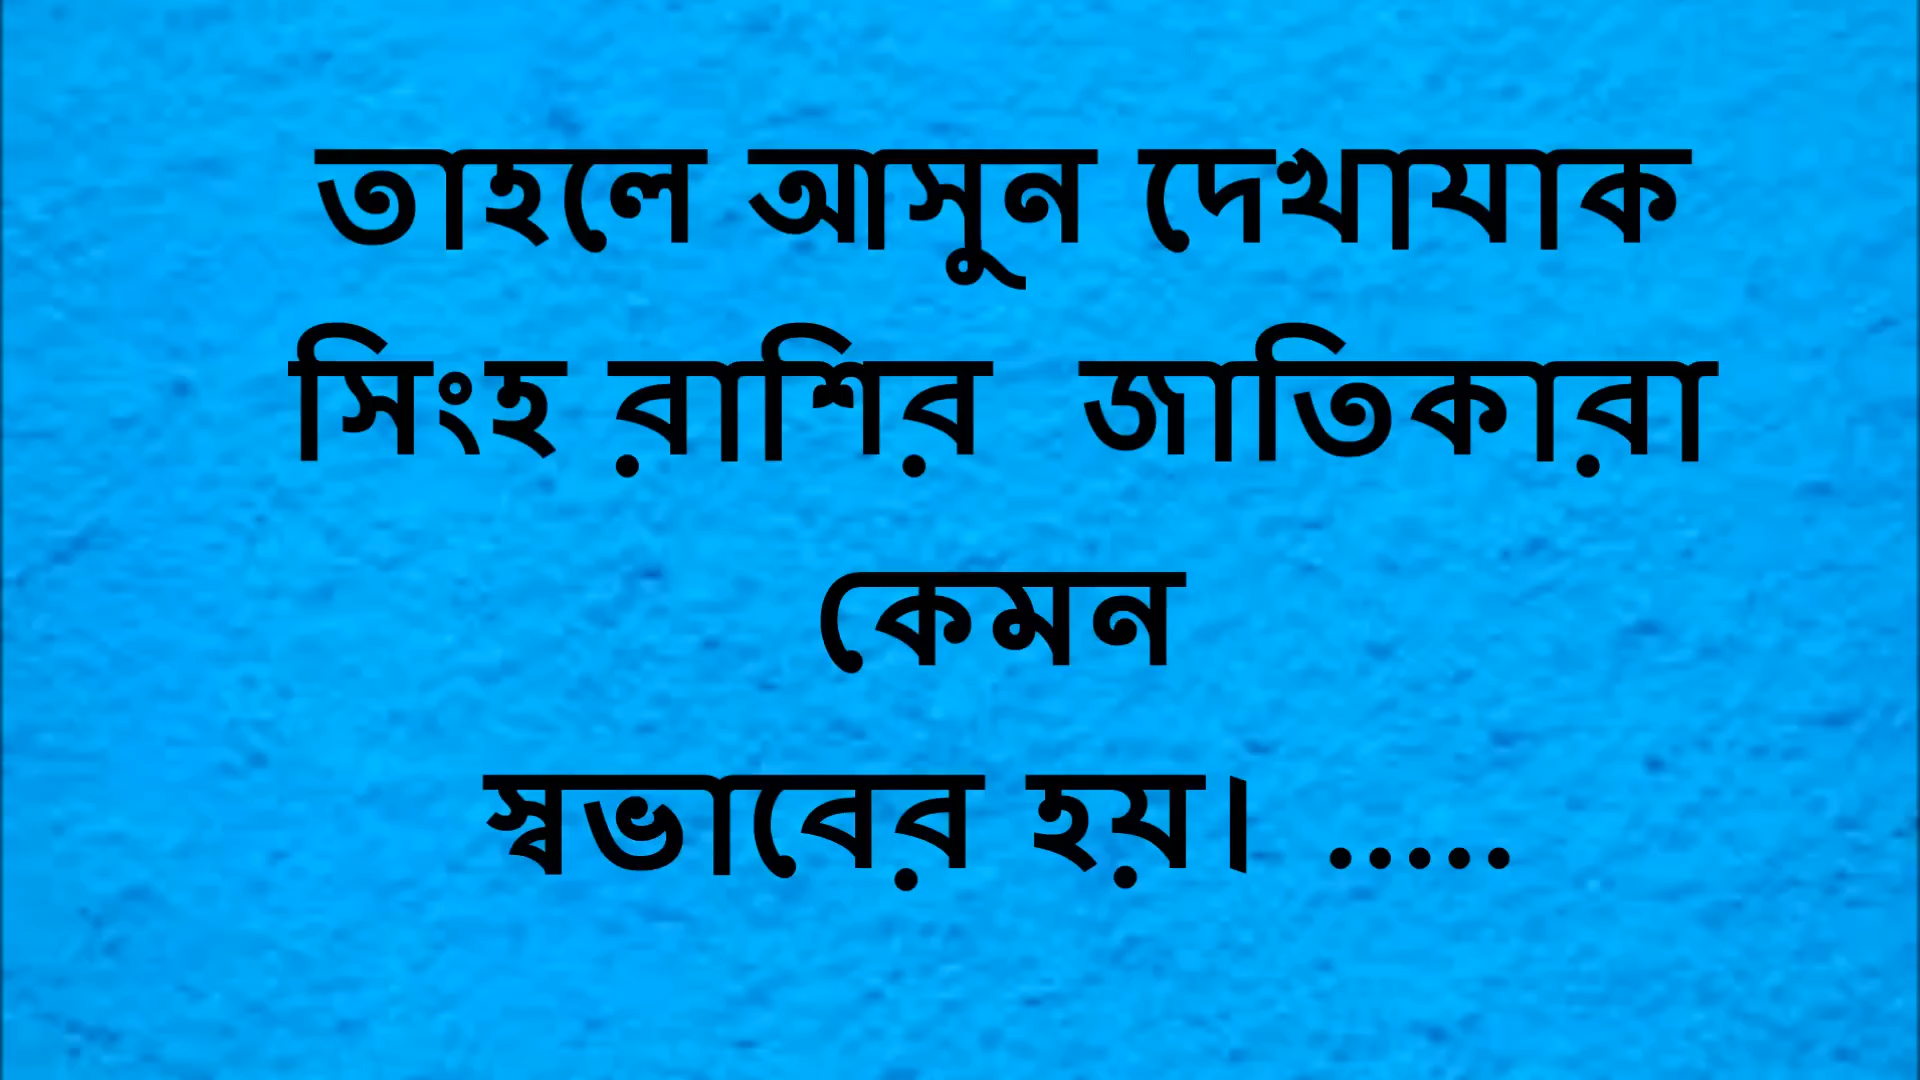 তাহলে আসুন দেখাযাক
সিংহ রাশির জাতিকারা
কেমন
স্বভাবের হয়। .....